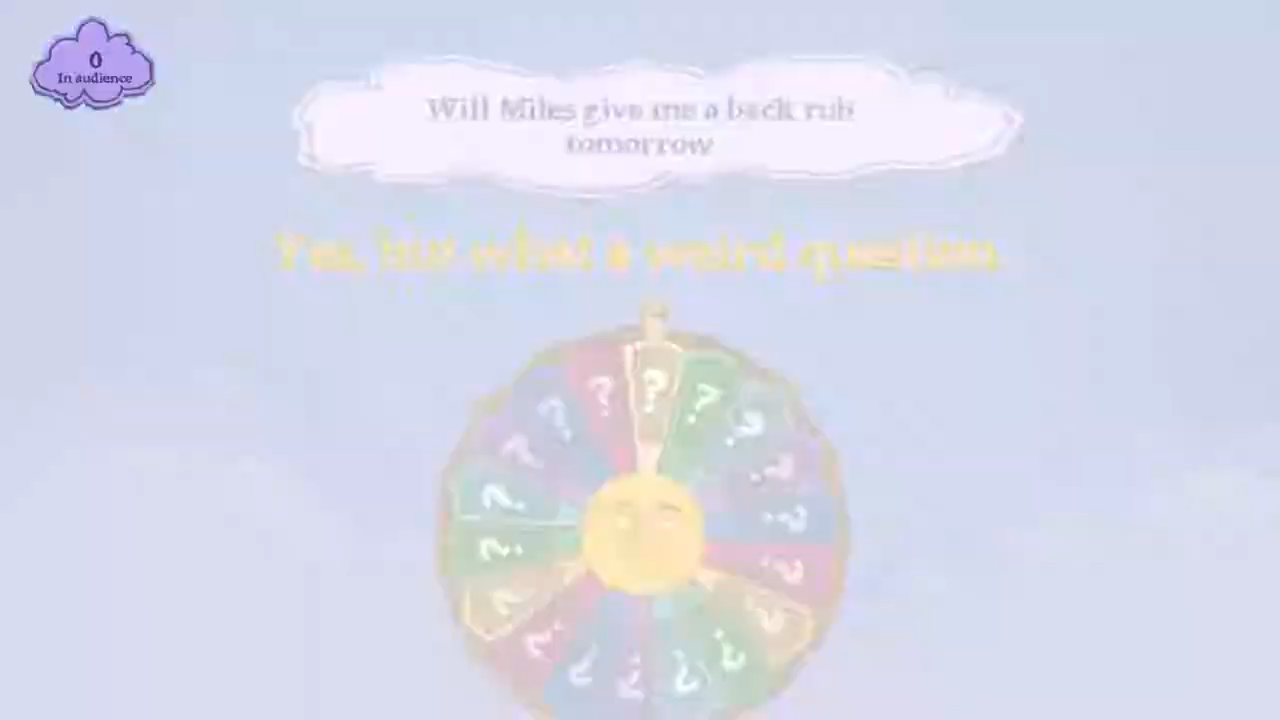 0
In audience
Will Miles give me a back rub
tomorrow
Yes, but what a weird question
? ? ? ? ? ? ? ? ? ? ? ? ? ? ? ? ? ?